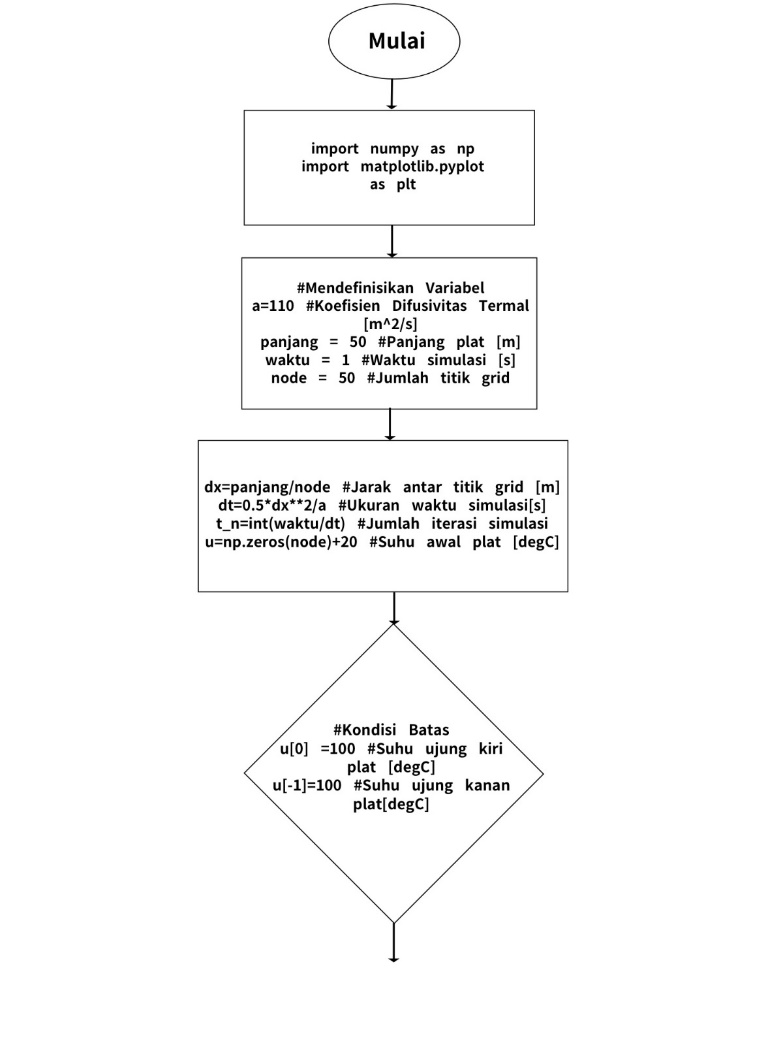 Mulai
import numpy as np
import matplotlib.pyplot
as plt
#Mendefinisikan Variabel
a=110 #Koefisien Difusivitas Termal
[m^2/s]
panjang = 50 #Panjang plat [m]
waktu = 1 #Waktu simulasi [s]
node = 50 #Jumlah titik grid
dx=panjang/node #Jarak antar titik grid [m]
dt=0.5*dx**2/a #Ukuran waktu simulasi[s]
t_n=int(waktu/dt) #Jumlah iterasi simulasi
u=np.zeros(node)+20 #Suhu awal plat [degC]
#Kondisi Batas
u[0] =100 #Suhu ujung kiri
plat [degC]
u[-1]=100 #Suhu ujung kanan
plat[degC]